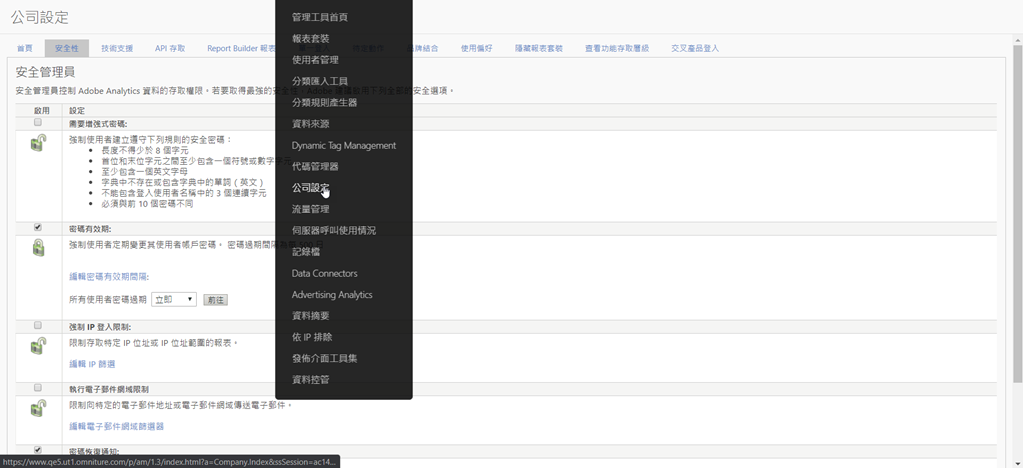 公司設定
首頁
安全性
技術支援
API 存取
Report Builder 報表
品牌結合
使用偏好
隱藏報表套裝
查看功能存取層級
交叉產品登入
管理工具首頁
報表套裝
使用者管理
分類匯入工具
分類規則產生器
資料來源
Dynamic Tag Management
代碼管理器
公司設定
流量管理
伺服器呼叫使用情況
記錄檔
Data Connectors
Advertising Analytics
資料摘要
依 IP 排除
發佈介面工具集
資料控管
安全管理員
安全管理員控制 Adobe Analytics 資料的存取權限。若要取得最強的安全性，Adobe 建議啟用下列全部的安全選項。
啟用
設定
需要增強式密碼:
強制使用者建立遵守下列規則的安全密碼：
長度不得少於 8 個字元
首位和末位字元之間至少包含一個符號或數字字元
至少包含一個英文字母
字典中不存在或包含字典中的單詞 ( 英文 )
不能包含登入使用者名稱中的 3 個連續字元
必須與前 10 個密碼不同
密碼有效期:
強制使用者定期變更其使用者帳戶密碼。 密碼過期間隔為
編輯密碼有效期間隔:
所有使用者密碼過期 立即 前往
強制 IP 登入限制:
限制存取特定 IP 位址或 IP 位址範圍的報表。
編輯 IP 篩選
執行電子郵件網域限制
限制向特定的電子郵件地址或電子郵件網域傳送電子郵件。
編輯電子郵件網域篩選器
密碼恢復通知:
https://www.qe5.ut1.omniture.com/p/am/1.3/index.html?a=Company.Index&ssSession=ac14...